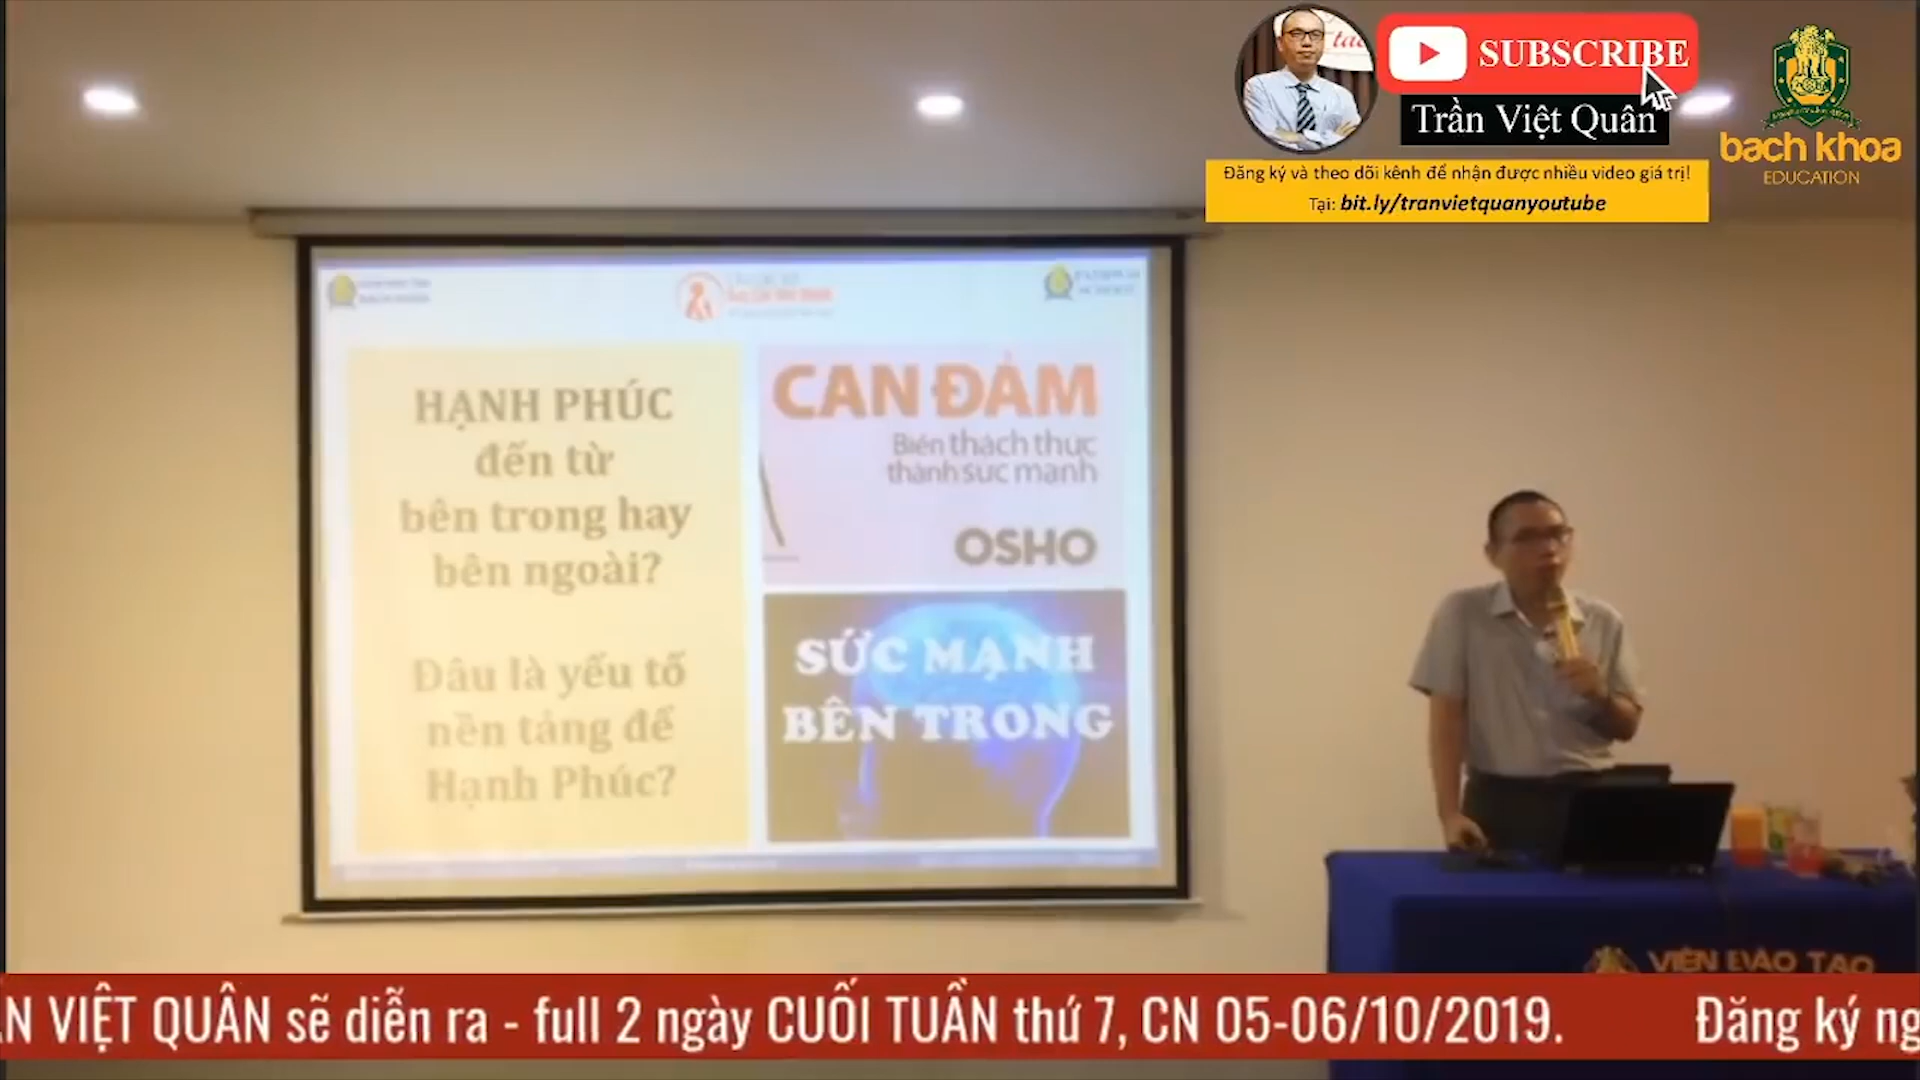 SUBSCRIBE
Trần Việt Quân
Đăng ký và theo dõi kênh để nhận được nhiều video giá trị!
Tại: bit.ly/tranvietquanyoutube
bach khoa
EDUCATION
HẠNH PHÚC
đến từ
bên trong hay
bên ngoài?
Đâu là yếu tố
nền tảng để
Hạnh Phúc?
CAN ĐẢM
Biến thách thức
thành sức mạnh
OSHO
SỨC MẠNH
BÊN TRONG
VIỆN ĐÀO TẠO
VIỆT QUÂN sẽ diễn ra - full 2 ngày CUỐI TUẦN thứ 7, CN 05-06/10/2019. Đăng ký